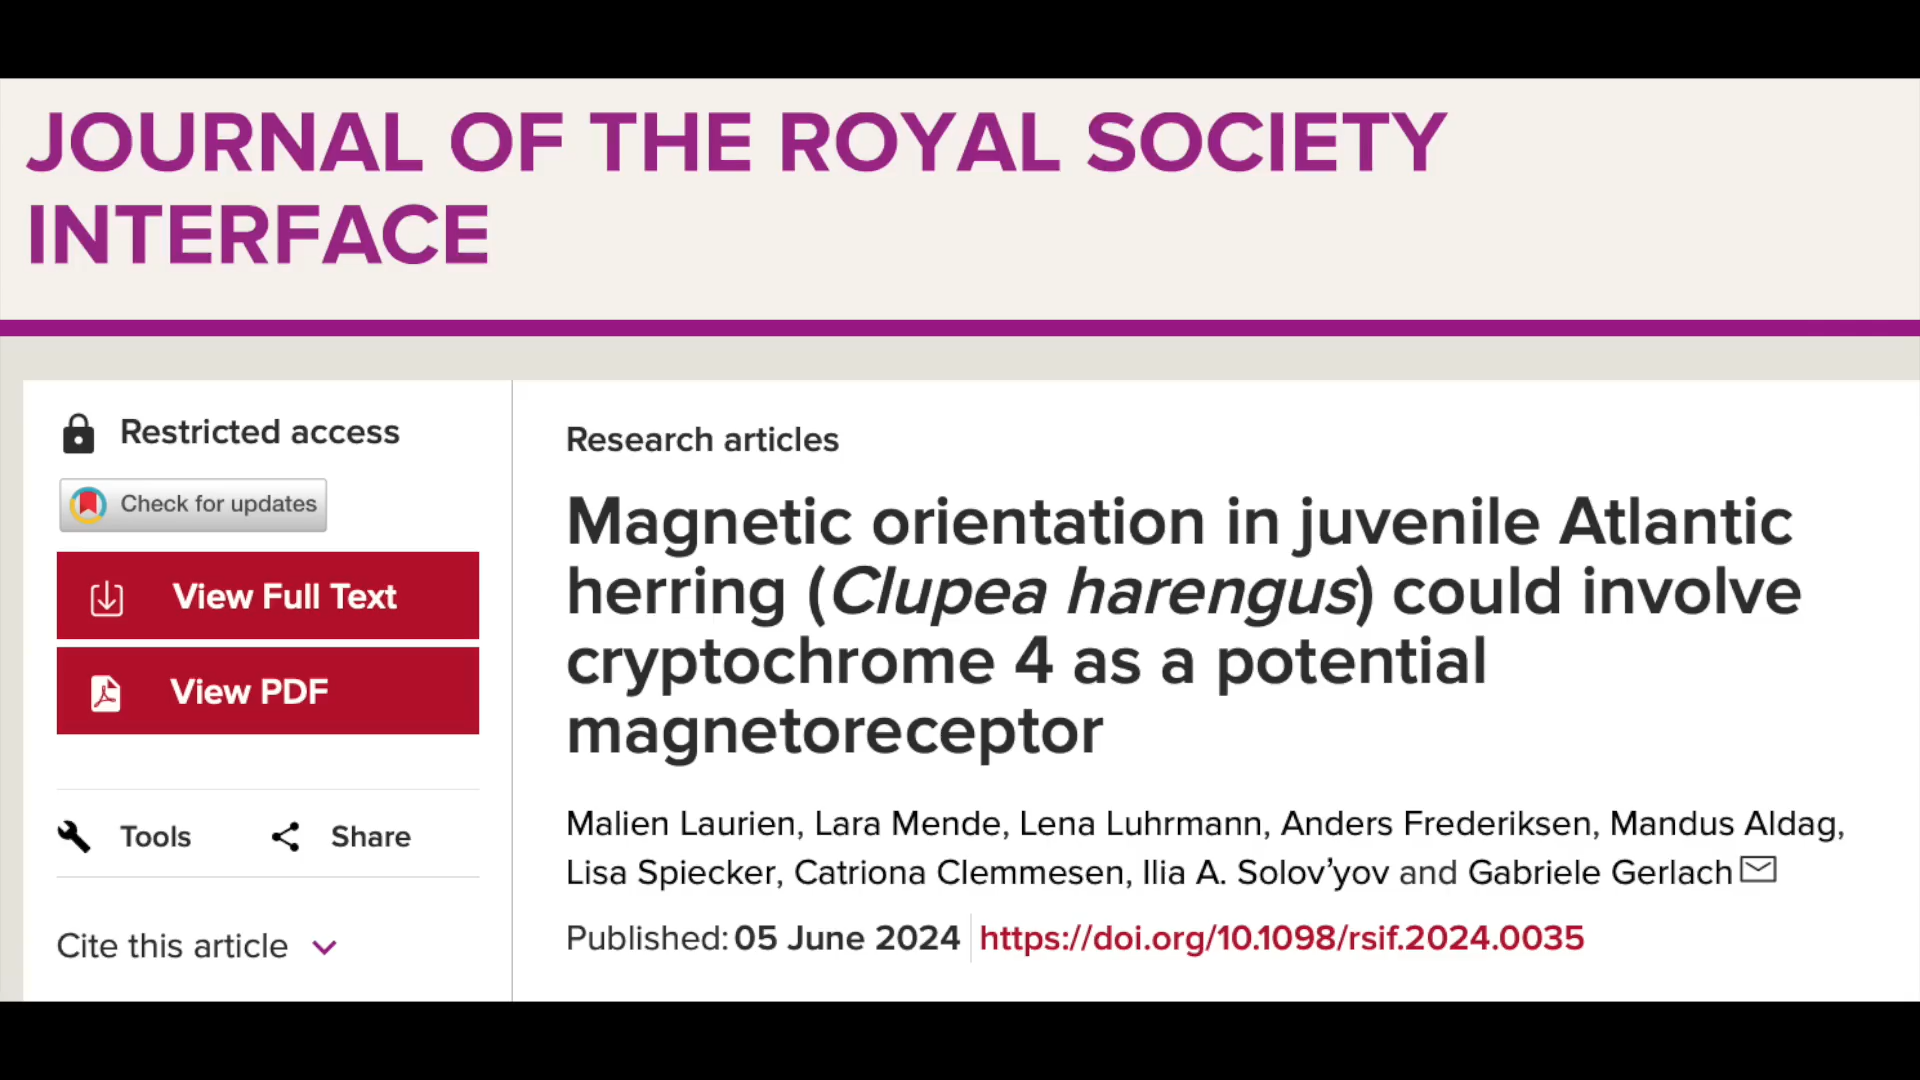 JOURNAL OF THE ROYAL SOCIETY
INTERFACE
Restricted access
Check for updates
View Full Text
View PDF
Tools
Share
Cite this article
Research articles
Magnetic orientation in juvenile Atlantic
herring (Clupea harengus) could involve
cryptochrome 4 as a potential
magnetoreceptor
Malien Laurien, Lara Mende, Lena Luhrmann, Anders Frederiksen, Mandus Aldag,
Lisa Spiecker, Catriona Clemmesen, Ilia A. Solov’yov and Gabriele Gerlach
Published: 05 June 2024 https://doi.org/10.1098/rsif.2024.0035